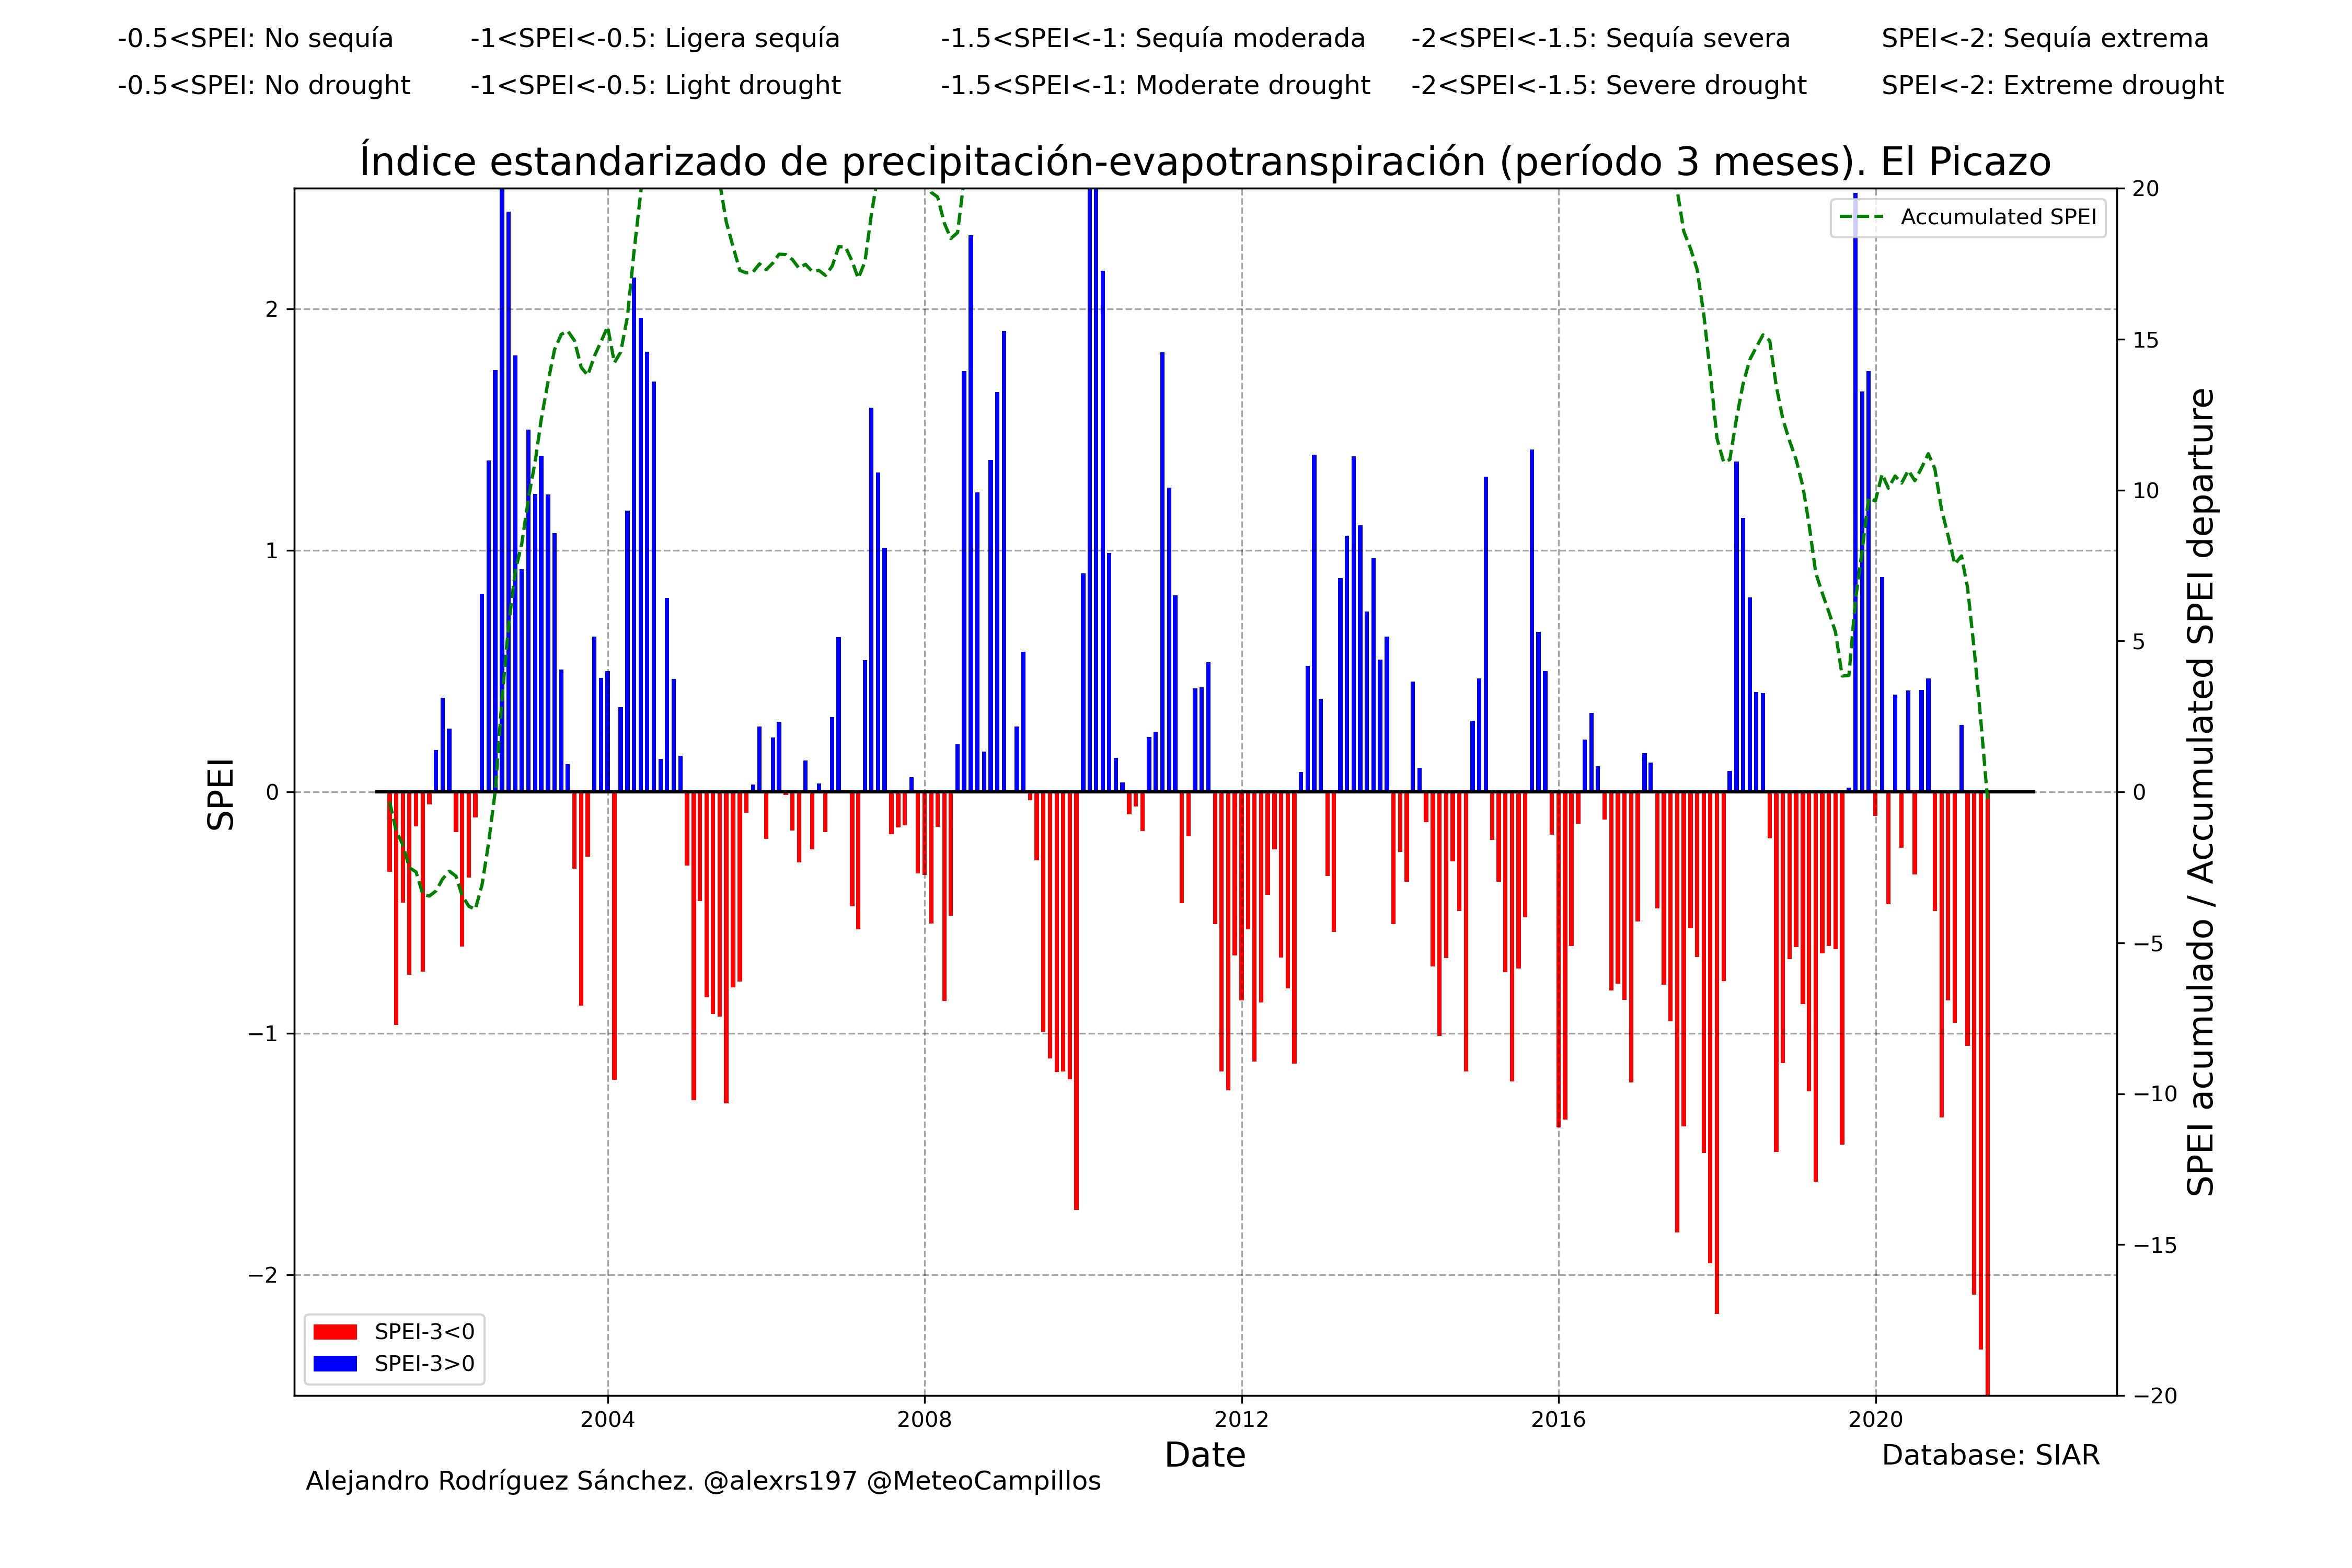 -0.5<SPEI: No sequía -1<SPEI<-0.5: Ligera sequía -1.5<SPEI<-1: Sequía moderada -2<SPEI<-1.5: Sequía severa SPEI<-2: Sequía extrema
-0.5<SPEI: No drought -1<SPEI<-0.5: Light drought -1.5<SPEI<-1: Moderate drought -2<SPEI<-1.5: Severe drought SPEI<-2: Extreme drought
Índice estandarizado de precipitación-evapotranspiración (período 3 meses). El Picazo
Accumulated SPEI
SPEI
2
1
0
−1
−2
20
15
10
5
0
−5
−10
−15
−20
SPEI acumulado / Accumulated SPEI departure
SPEI-3<0
SPEI-3>0
2004 2008 2012 2016 2020
Date
Database: SIAR
Alejandro Rodríguez Sánchez. @alexrs197 @MeteoCampillos